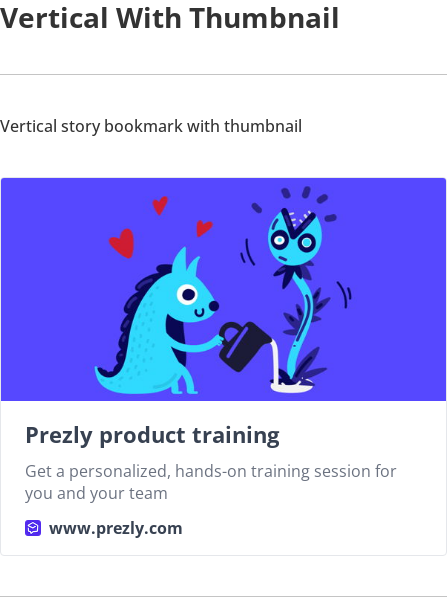 Vertical With Thumbnail
Vertical story bookmark with thumbnail
Prezly product training
Get a personalized, hands-on training session for
you and your team
www.prezly.com